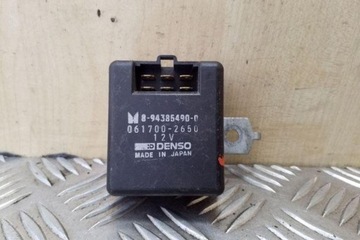 8-94385490-0
061700-2650
12V
DENSO
MADE IN JAPAN